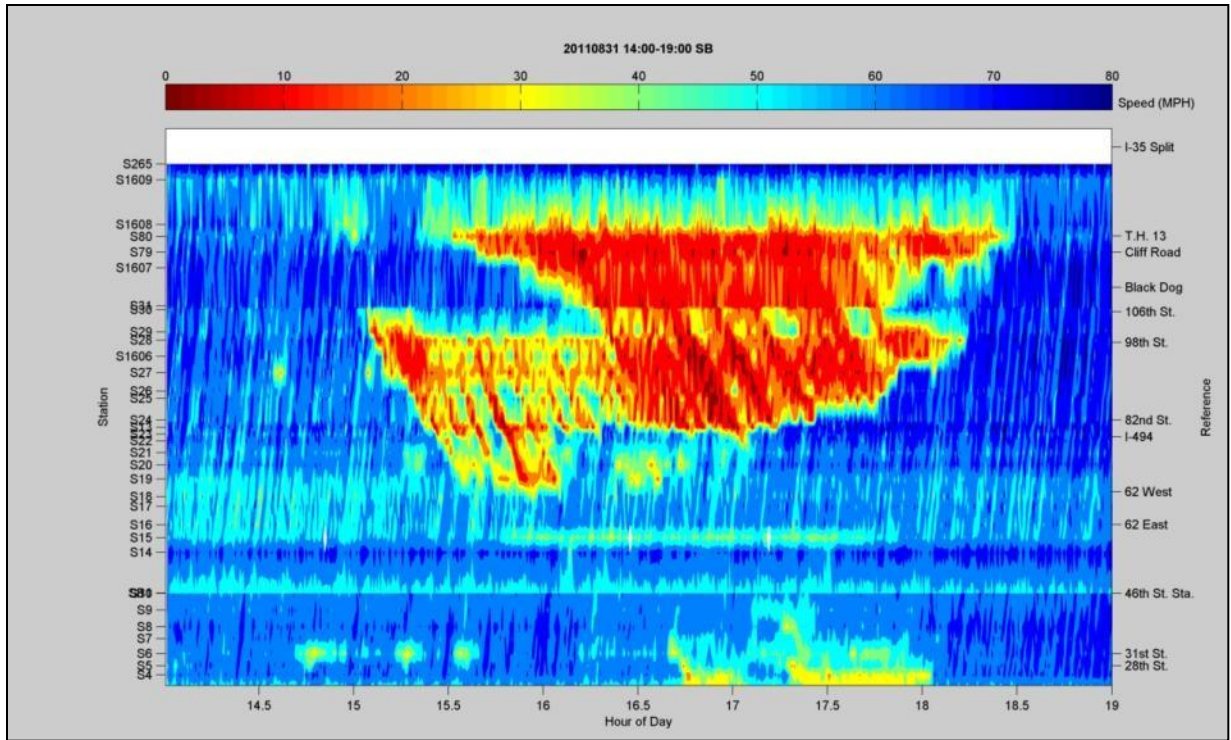 20110831 14:00-19:00 SB
0 10 20 30 40 50 60 70 80
Speed (MPH)
I-35 Split
S265
S1609
S1608
S80
T.H. 13
S79
Cliff Road
S1607
Black Dog
S30
106th St.
S29
S28
98th St.
S1606
S27
S26
S25
S24
82nd St.
I-494
S22
S21
S20
S19
S18
62 West
S17
S16
62 East
S15
S14
46th St. Sta.
S9
S8
S7
S6
31st St.
S5
28th St.
S4
Station
Reference
14.5 15 15.5 16 16.5 17 17.5 18 18.5 19
Hour of Day